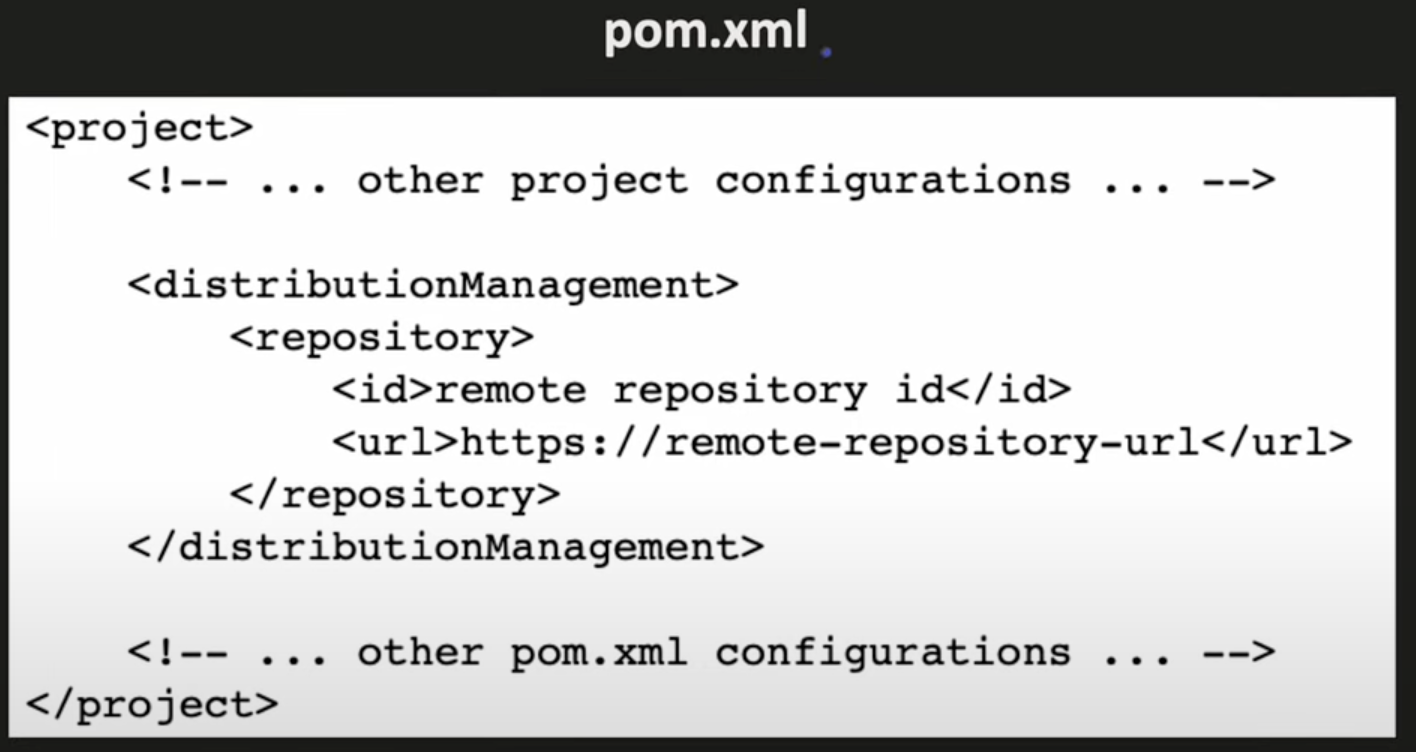 pom.xml
<project>
<!-- ... other project configurations ... -->
<distributionManagement>
<repository>
<id>remote repository id</id>
<url>https://remote-repository-url</url>
</repository>
</distributionManagement>
<!-- ... other pom.xml configurations ... -->
</project>